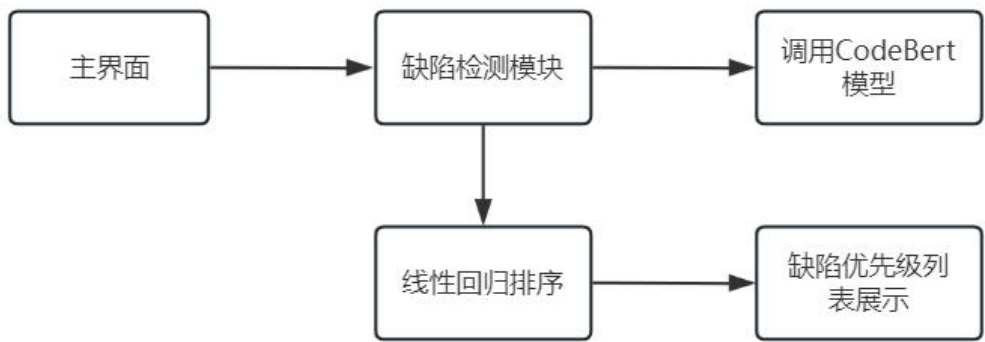 主界面
缺陷检测模块
调用CodeBert
模型
线性回归排序
缺陷优先级列
表展示